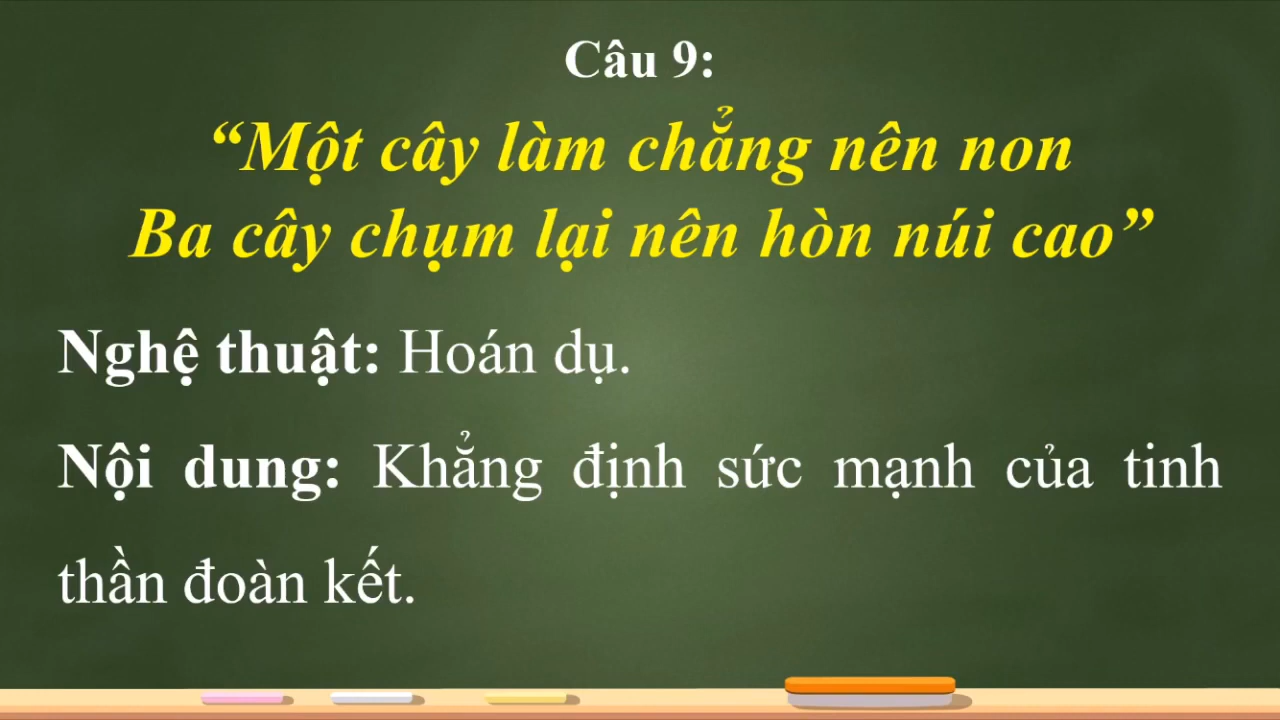 Câu 9:
“Một cây làm chẳng nên non
Ba cây chụm lại nên hòn núi cao”
Nghệ thuật: Hoán dụ.
Nội dung: Khẳng định sức mạnh của tinh
thần đoàn kết.